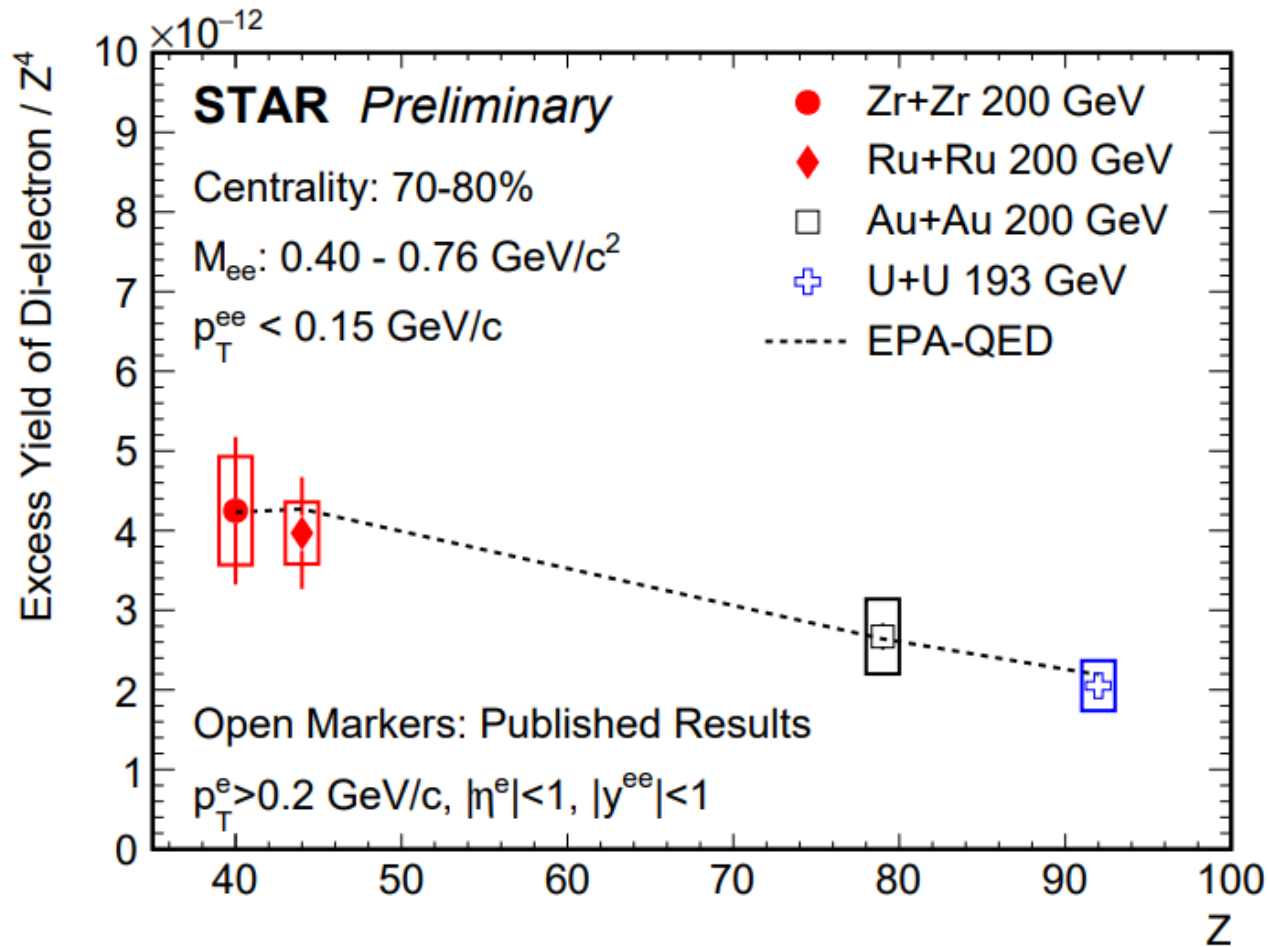 ×10⁻¹²
Excess Yield of Di-electron / Z⁴
10
9
8
7
6
5
4
3
2
1
0
STAR Preliminary
Centrality: 70-80%
Mₑₑ: 0.40 - 0.76 GeV/c²
p_T^ee < 0.15 GeV/c
Zr+Zr 200 GeV
Ru+Ru 200 GeV
Au+Au 200 GeV
U+U 193 GeV
EPA-QED
Open Markers: Published Results
p_T^e>0.2 GeV/c, |η^e|<1, |y^ee|<1
40 50 60 70 80 90 100
Z